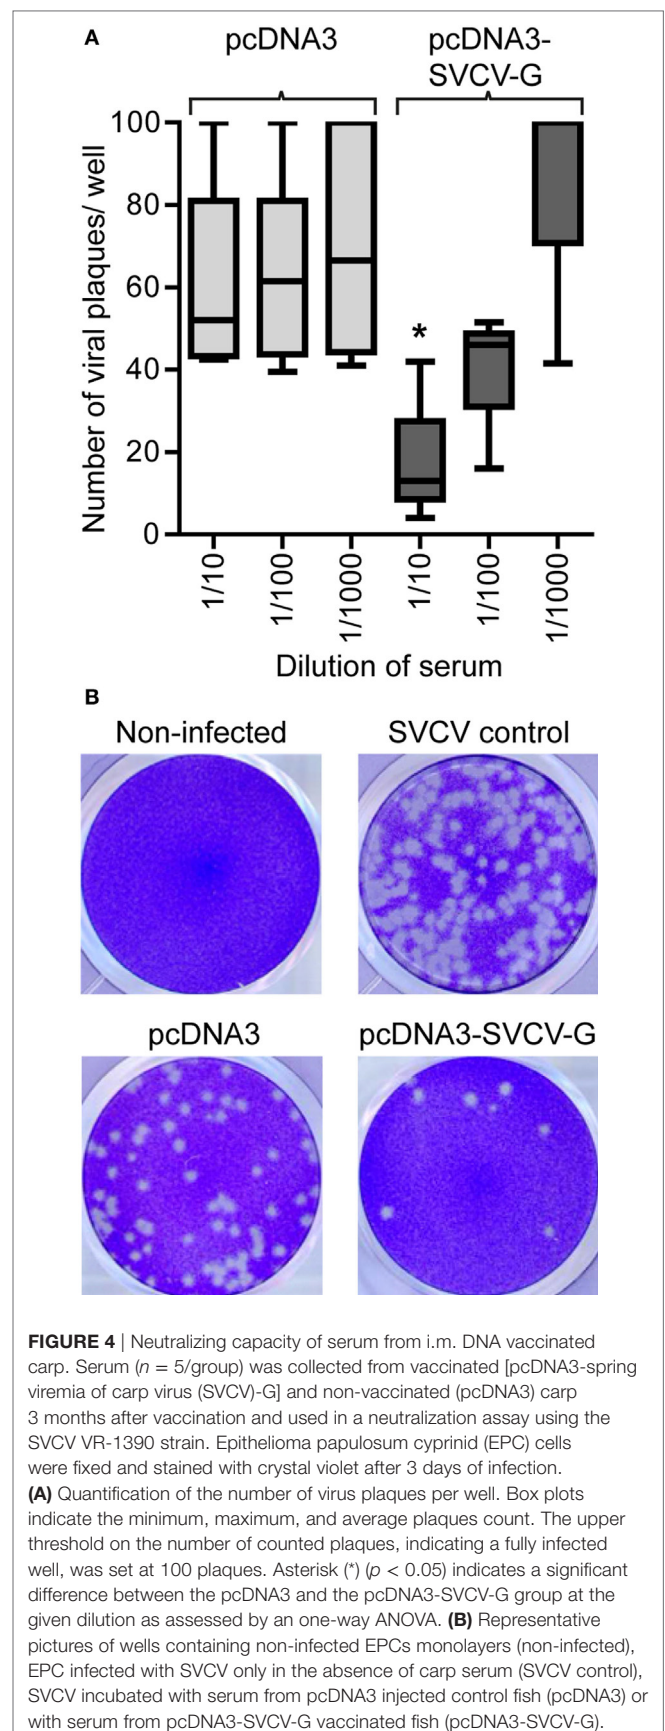 A
pcDNA3
pcDNA3-
SVCV-G
Number of viral plaques/ well
100
80
60
40
20
0
*
1/10
1/100
1/1000
1/10
1/100
1/1000
Dilution of serum
B
Non-infected
SVCV control
pcDNA3
pcDNA3-SVCV-G
FIGURE 4 | Neutralizing capacity of serum from i.m. DNA vaccinated
carp. Serum (n = 5/group) was collected from vaccinated [pcDNA3-spring
viremia of carp virus (SVCV)-G] and non-vaccinated (pcDNA3) carp
3 months after vaccination and used in a neutralization assay using the
SVCV VR-1390 strain. Epithelioma papulosum cyprinid (EPC) cells
were fixed and stained with crystal violet after 3 days of infection.
(A) Quantification of the number of virus plaques per well. Box plots
indicate the minimum, maximum, and average plaques count. The upper
threshold on the number of counted plaques, indicating a fully infected
well, was set at 100 plaques. Asterisk (*) (p < 0.05) indicates a significant
difference between the pcDNA3 and the pcDNA3-SVCV-G group at the
given dilution as assessed by an one-way ANOVA. (B) Representative
pictures of wells containing non-infected EPCs monolayers (non-infected),
EPC infected with SVCV only in the absence of carp serum (SVCV control),
SVCV incubated with serum from pcDNA3 injected control fish (pcDNA3) or
with serum from pcDNA3-SVCV-G vaccinated fish (pcDNA3-SVCV-G).